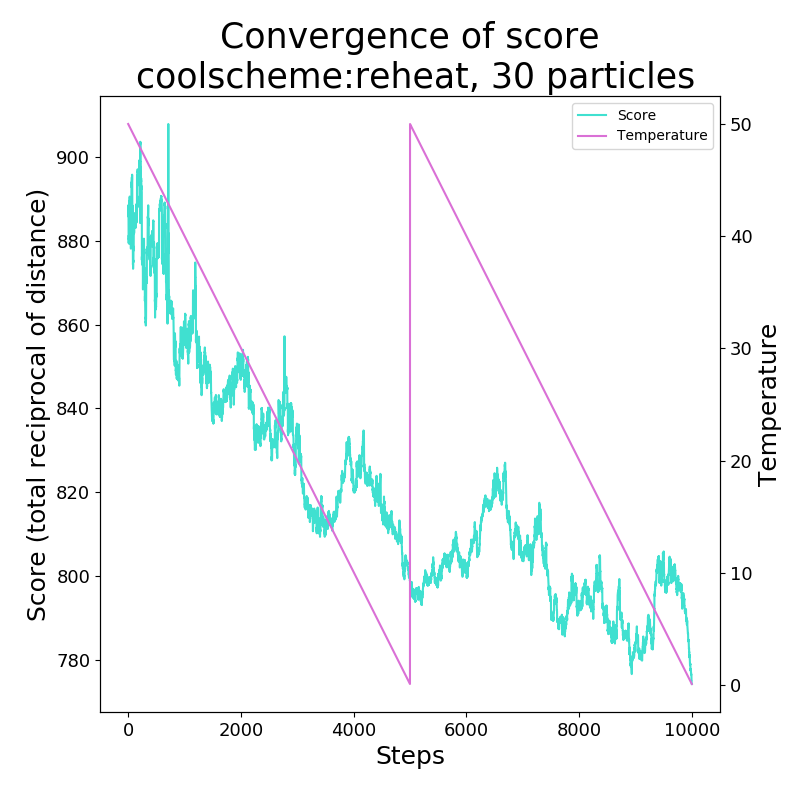 Convergence of score
coolscheme:reheat, 30 particles
Score
Temperature
900
880
860
840
820
800
780
Score (total reciprocal of distance)
50
40
30
20
10
0
Temperature
0 2000 4000 6000 8000 10000
Steps